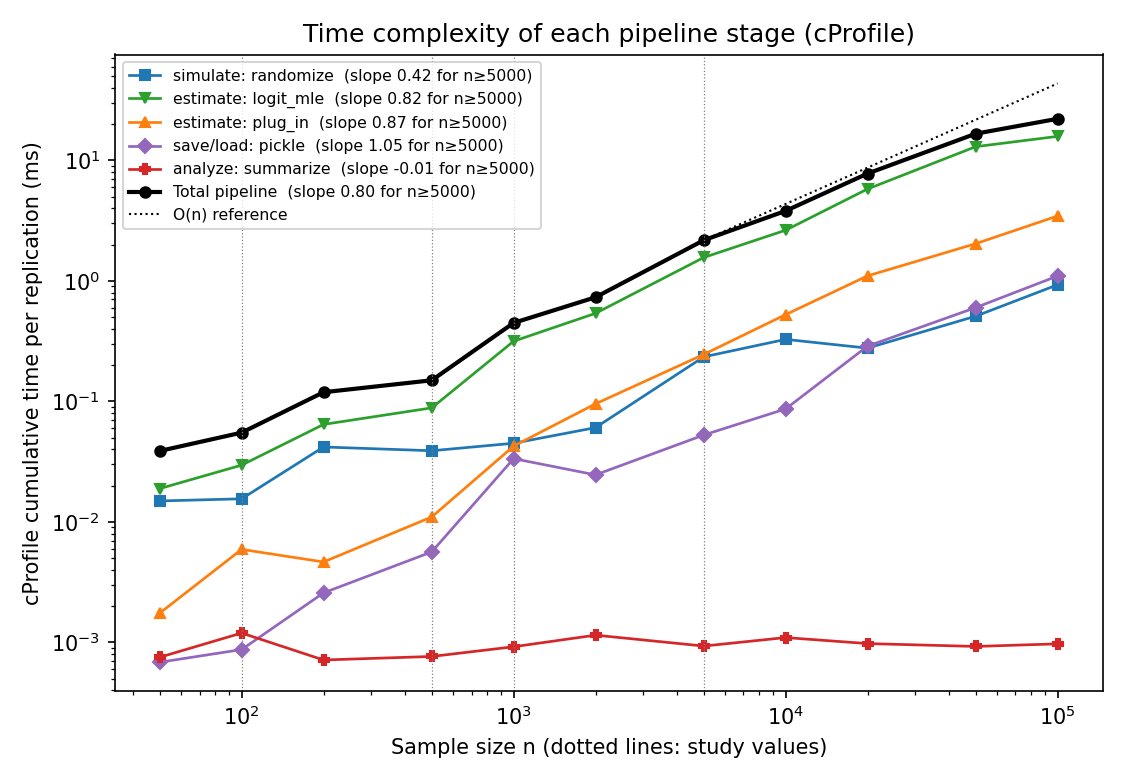 Time complexity of each pipeline stage (cProfile)
simulate: randomize (slope 0.42 for n≥5000)
estimate: logit_mle (slope 0.82 for n≥5000)
estimate: plug_in (slope 0.87 for n≥5000)
save/load: pickle (slope 1.05 for n≥5000)
analyze: summarize (slope -0.01 for n≥5000)
Total pipeline (slope 0.80 for n≥5000)
O(n) reference
cProfile cumulative time per replication (ms)
10¹
10⁰
10⁻¹
10⁻²
10⁻³
10²
10³
10⁴
10⁵
Sample size n (dotted lines: study values)